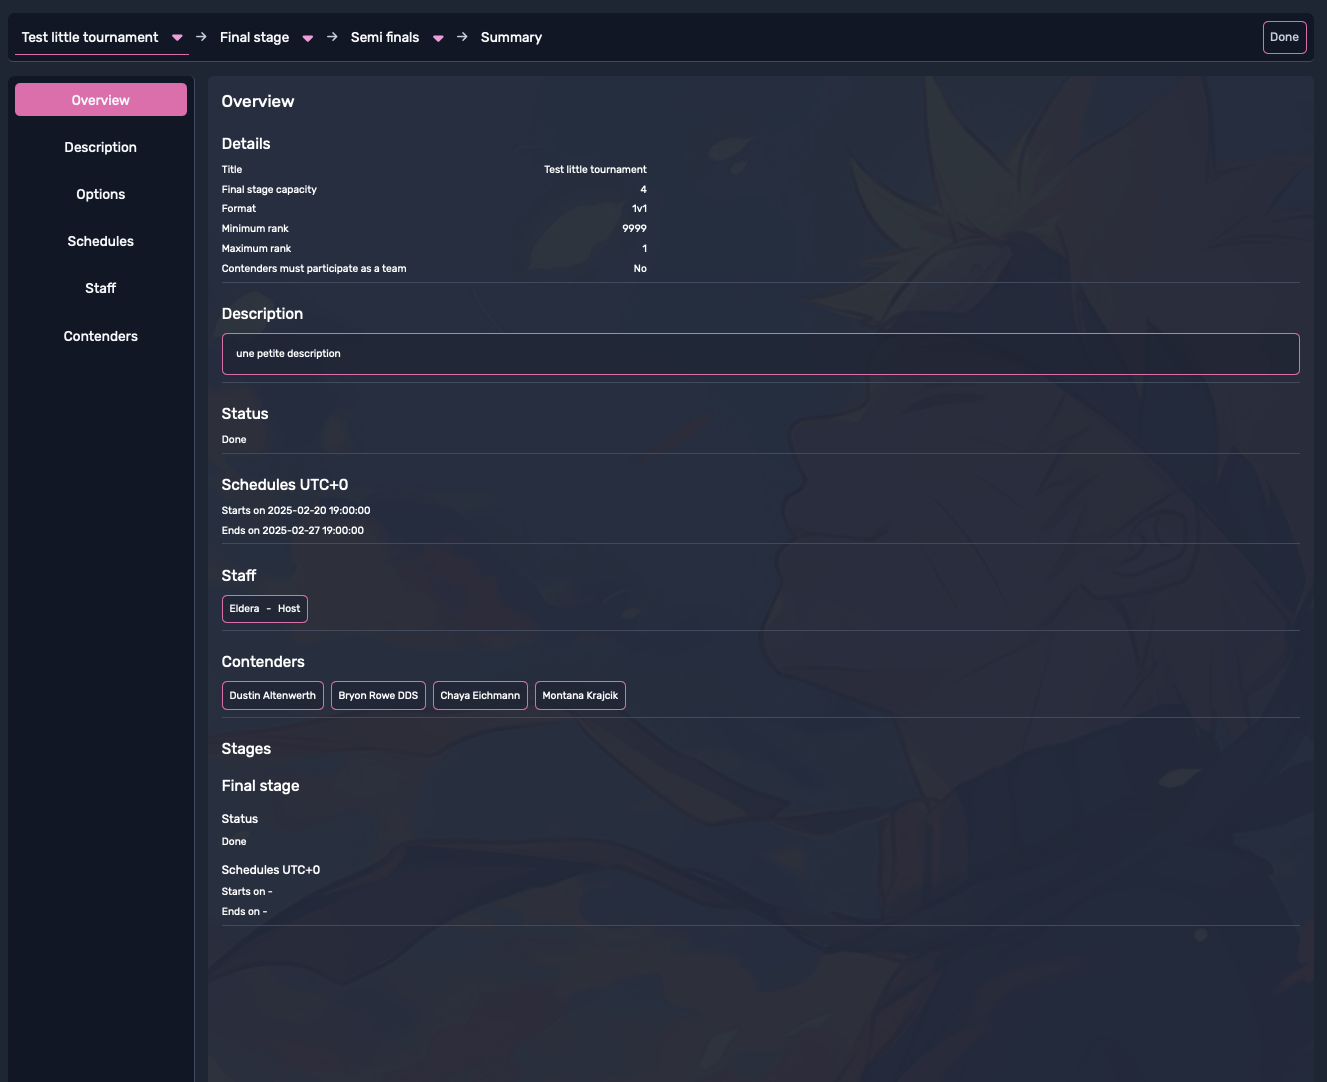 Test little tournament → Final stage → Semi finals → Summary Done
Overview
Description
Options
Schedules
Staff
Contenders
Overview
Details
Title Test little tournament
Final stage capacity 4
Format 1v1
Minimum rank 9999
Maximum rank 1
Contenders must participate as a team No
Description
une petite description
Status
Done
Schedules UTC+0
Starts on 2025-02-20 19:00:00
Ends on 2025-02-27 19:00:00
Staff
Eldera - Host
Contenders
Dustin Altenwerth Bryon Rowe DDS Chaya Eichmann Montana Krajcik
Stages
Final stage
Status
Done
Schedules UTC+0
Starts on -
Ends on -